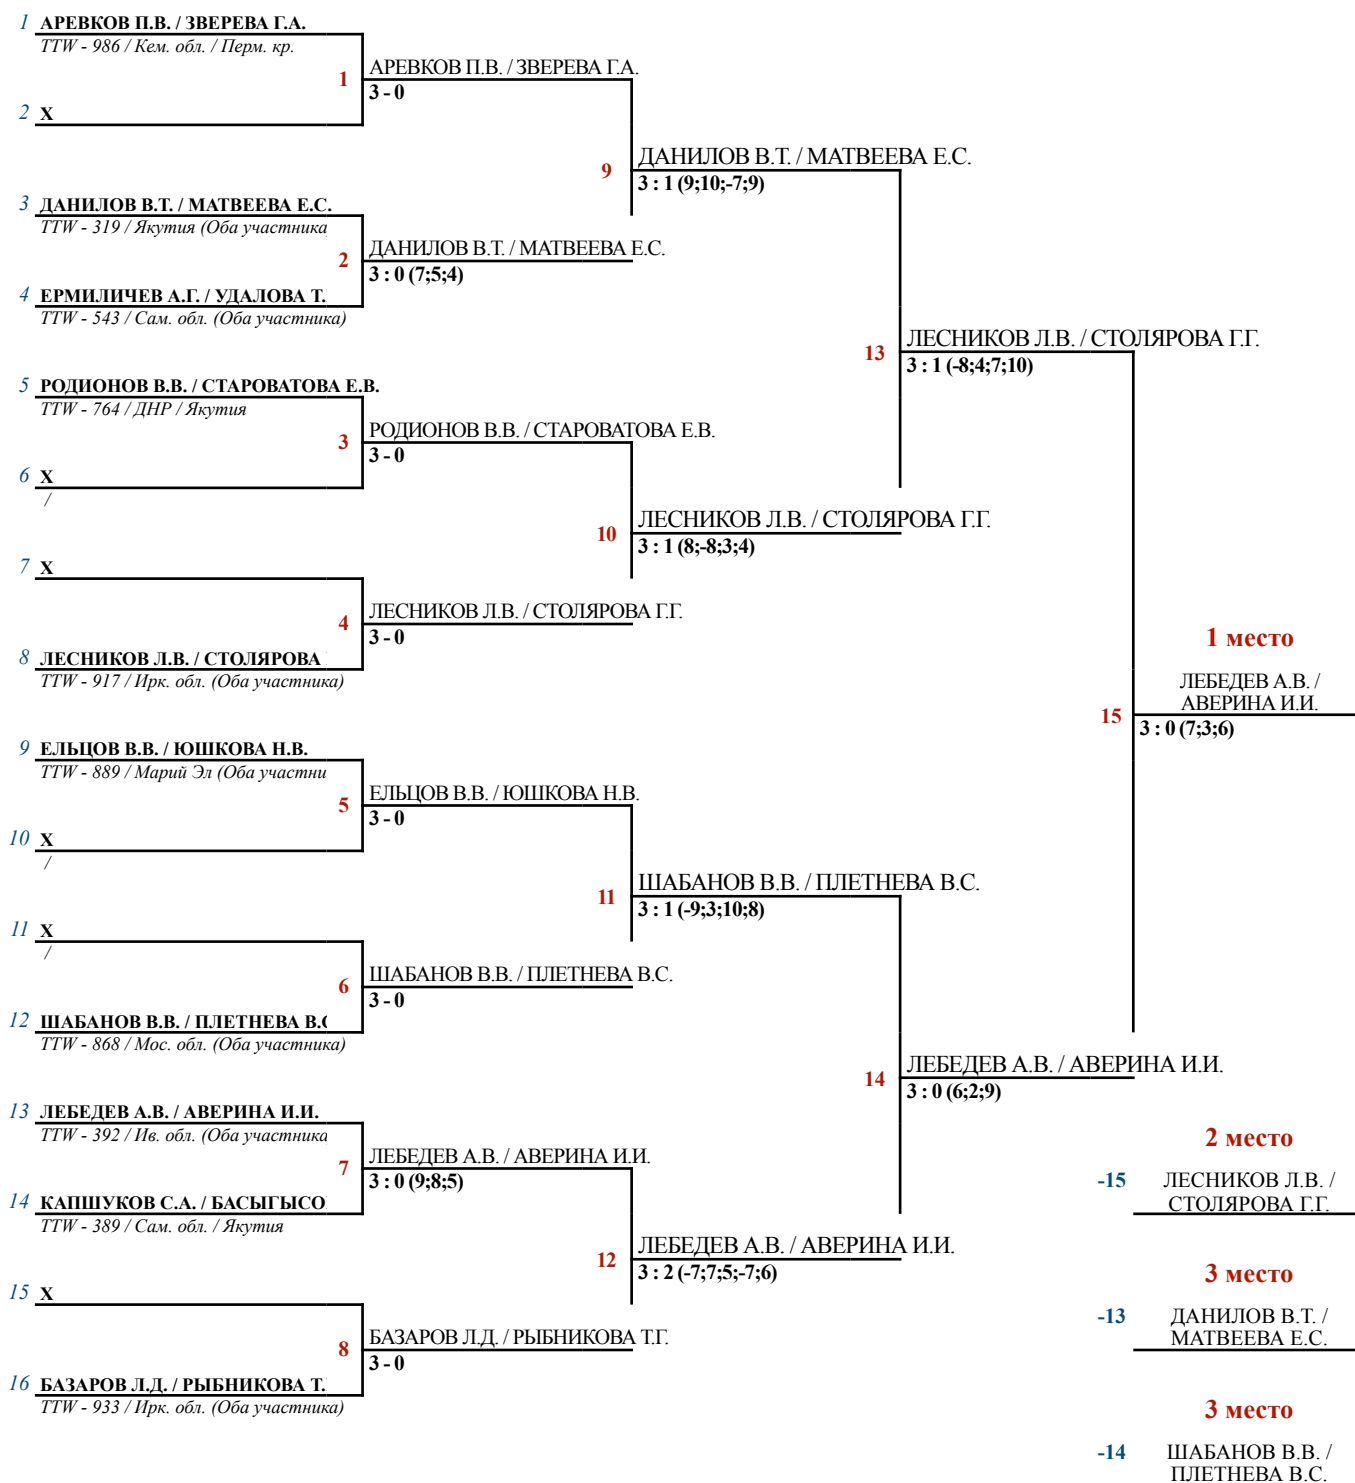 1 АРЕВКОВ П.В. / ЗВЕРЕВА Г.А.
TTW - 986 / Кем. обл. / Перм. кр.
1 АРЕВКОВ П.В. / ЗВЕРЕВА Г.А.
3 - 0
2 X
9 ДАНИЛОВ В.Т. / МАТВЕЕВА Е.С.
3 : 1 (9;10;-7;9)
3 ДАНИЛОВ В.Т. / МАТВЕЕВА Е.С.
TTW - 319 / Якутия (Оба участника
2 ДАНИЛОВ В.Т. / МАТВЕЕВА Е.С.
3 : 0 (7;5;4)
4 ЕРМИЛИЧЕВ А.Г. / УДАЛОВА Т.
TTW - 543 / Сам. обл. (Оба участника)
13 ЛЕСНИКОВ Л.В. / СТОЛЯРОВА Г.Г.
3 : 1 (-8;4;7;10)
5 РОДИОНОВ В.В. / СТАРОВАТОВА Е.В.
TTW - 764 / ДНР / Якутия
3 РОДИОНОВ В.В. / СТАРОВАТОВА Е.В.
3 - 0
6 X
/
10 ЛЕСНИКОВ Л.В. / СТОЛЯРОВА Г.Г.
3 : 1 (8;-8;3;4)
7 X
4 ЛЕСНИКОВ Л.В. / СТОЛЯРОВА Г.Г.
3 - 0
8 ЛЕСНИКОВ Л.В. / СТОЛЯРОВА
TTW - 917 / Ирк. обл. (Оба участника)
1 место
ЛЕБЕДЕВ А.В. /
АВЕРИНА И.И.
15 3 : 0 (7;3;6)
9 ЕЛЬЦОВ В.В. / ЮШКОВА Н.В.
TTW - 889 / Марий Эл (Оба участни
5 ЕЛЬЦОВ В.В. / ЮШКОВА Н.В.
3 - 0
10 X
/
11 ШАБАНОВ В.В. / ПЛЕТНЕВА В.С.
3 : 1 (-9;3;10;8)
11 X
/
6 ШАБАНОВ В.В. / ПЛЕТНЕВА В.С.
3 - 0
12 ШАБАНОВ В.В. / ПЛЕТНЕВА В.С
TTW - 868 / Мос. обл. (Оба участника)
14 ЛЕБЕДЕВ А.В. / АВЕРИНА И.И.
3 : 0 (6;2;9)
13 ЛЕБЕДЕВ А.В. / АВЕРИНА И.И.
TTW - 392 / Ив. обл. (Оба участника
7 ЛЕБЕДЕВ А.В. / АВЕРИНА И.И.
3 : 0 (9;8;5)
14 КАПШУКОВ С.А. / БАСЫГЫСО
TTW - 389 / Сам. обл. / Якутия
2 место
-15 ЛЕСНИКОВ Л.В. /
СТОЛЯРОВА Г.Г.
12 ЛЕБЕДЕВ А.В. / АВЕРИНА И.И.
3 : 2 (-7;7;5;-7;6)
15 X
3 место
-13 ДАНИЛОВ В.Т. /
МАТВЕЕВА Е.С.
8 БАЗАРОВ Л.Д. / РЫБНИКОВА Т.Г.
3 - 0
16 БАЗАРОВ Л.Д. / РЫБНИКОВА Т.
TTW - 933 / Ирк. обл. (Оба участника)
3 место
-14 ШАБАНОВ В.В. /
ПЛЕТНЕВА В.С.